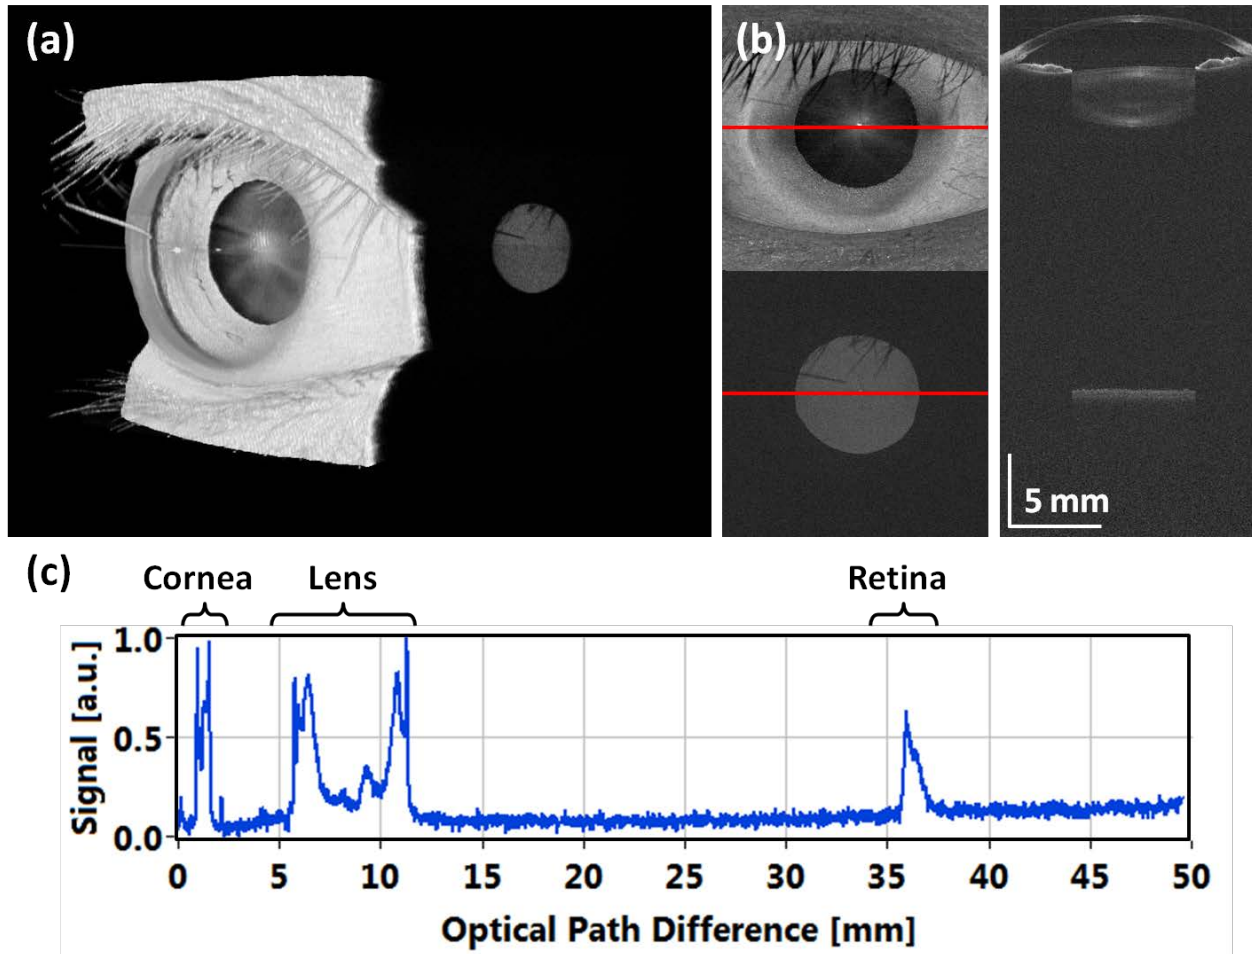 (a)
(b)
5 mm
(c)
Cornea
Lens
Retina
Signal [a.u.]
1.0
0.5
0.0
0 5 10 15 20 25 30 35 40 45 50
Optical Path Difference [mm]